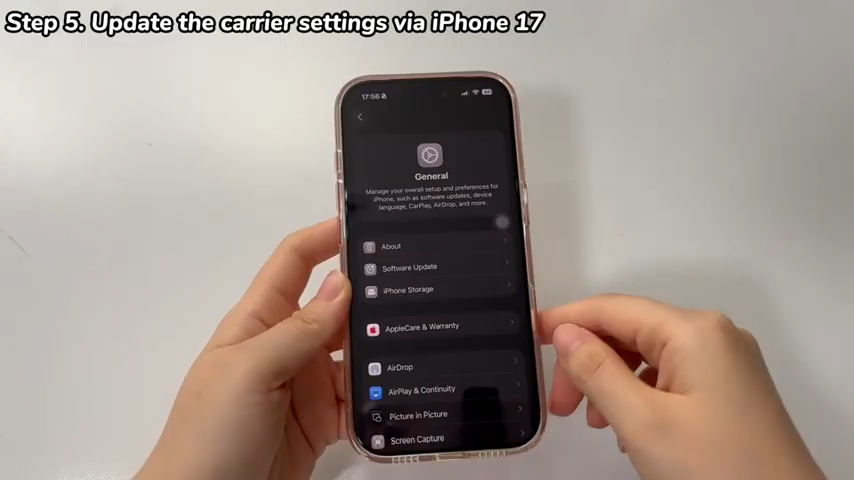 Step 5. Update the carrier settings via iPhone 17
17:56
General
Manage your overall setup and preferences for
iPhone, such as software updates, device
language, CarPlay, AirDrop, and more.
About
Software Update
iPhone Storage
AppleCare & Warranty
AirDrop
AirPlay & Continuity
Picture in Picture
Screen Capture